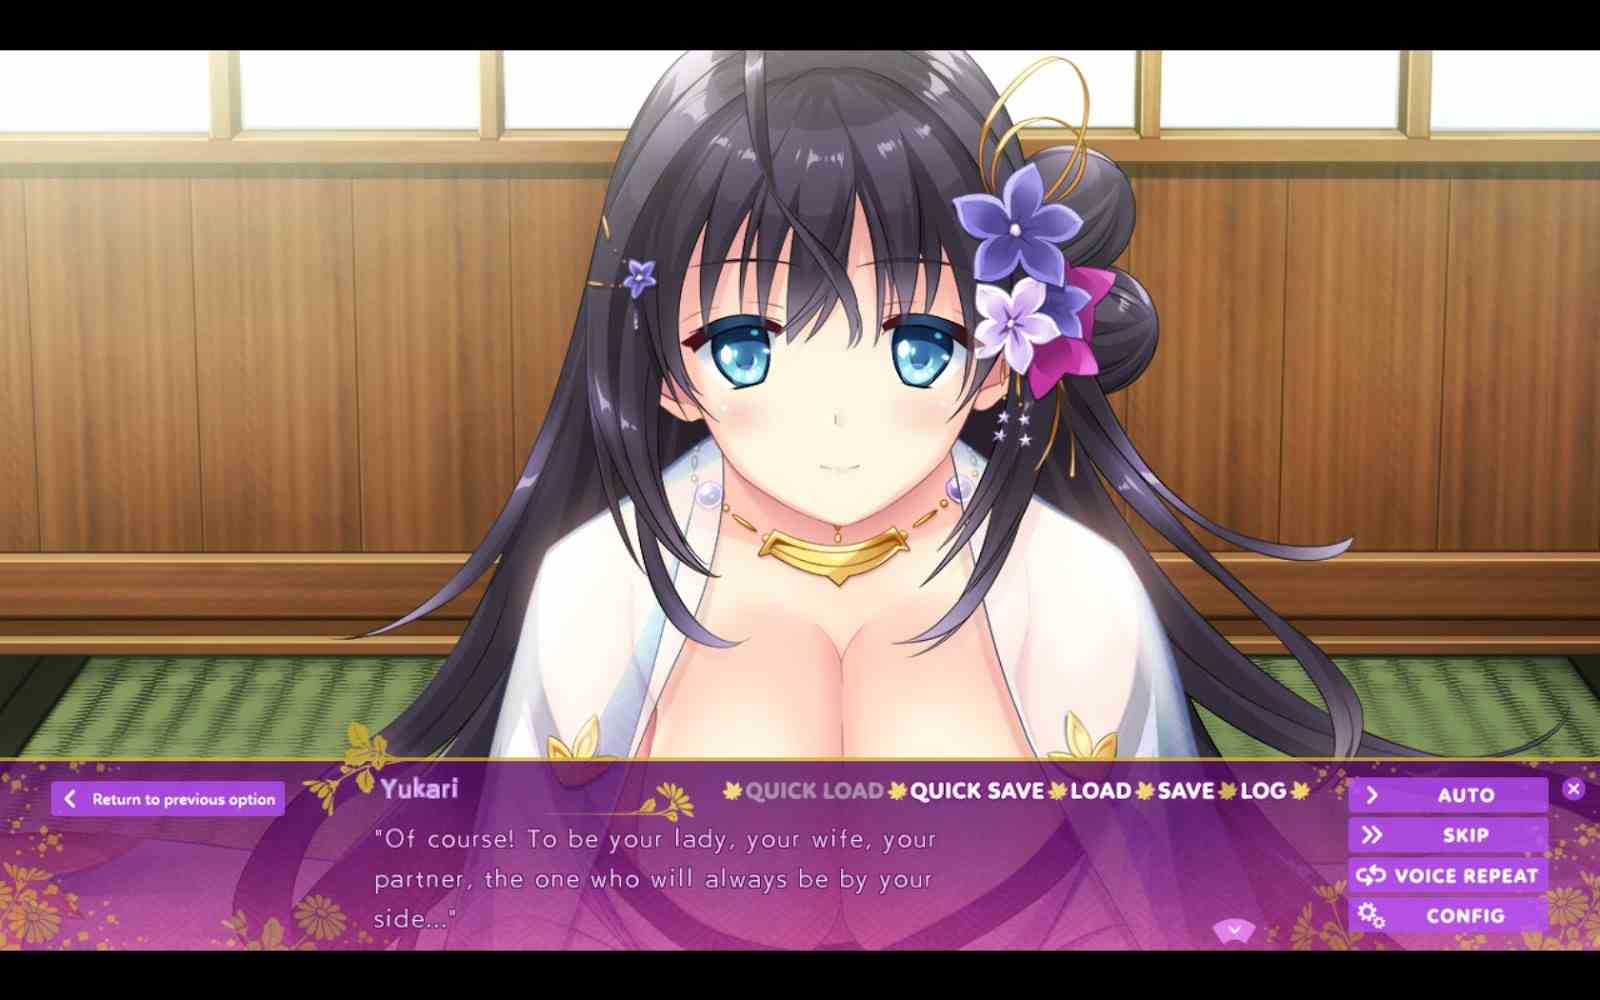 Return to previous option
Yukari
QUICK LOAD QUICK SAVE LOAD SAVE LOG
"Of course! To be your lady, your wife, your
partner, the one who will always be by your
side..."
AUTO
SKIP
VOICE REPEAT
CONFIG